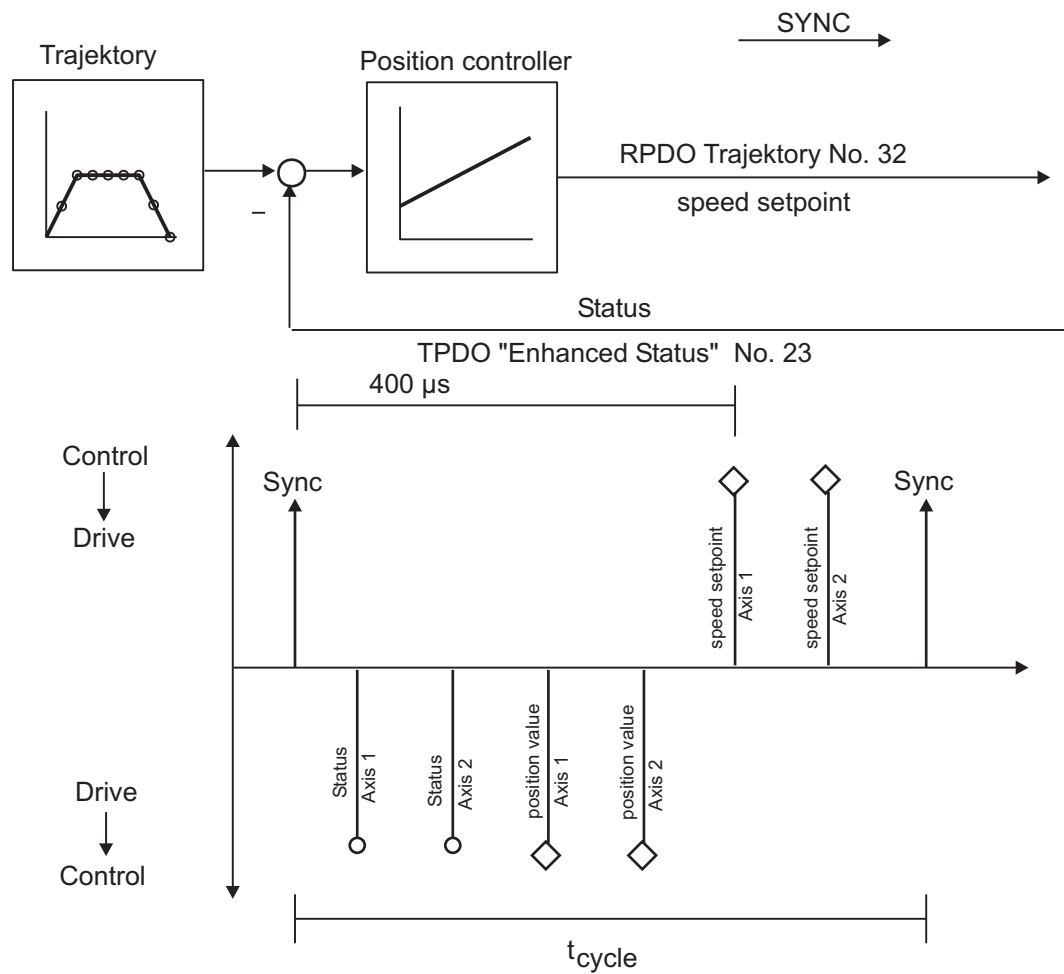 SYNC
Trajektory
Position controller
RPDO Trajektory No. 32
speed setpoint
–
Status
TPDO "Enhanced Status" No. 23
400 µs
Control
Drive
Sync
Sync
speed setpoint
Axis 1
speed setpoint
Axis 2
Status
Axis 1
Status
Axis 2
position value
Axis 1
position value
Axis 2
Drive
Control
tcycle